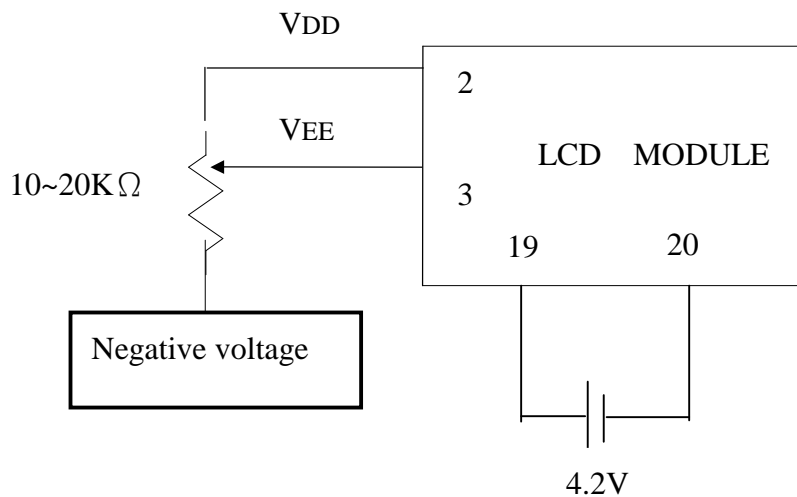 VDD
2
VEE
LCD MODULE
10~20KΩ
3
19 20
Negative voltage
4.2V